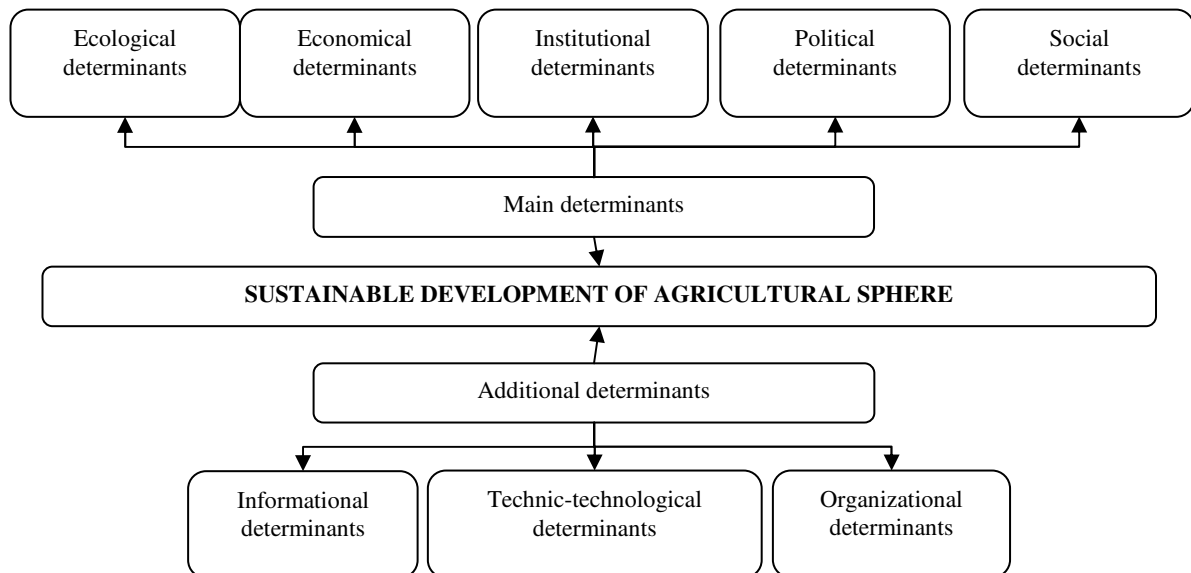 Ecological
determinants
Economical
determinants
Institutional
determinants
Political
determinants
Social
determinants
Main determinants
SUSTAINABLE DEVELOPMENT OF AGRICULTURAL SPHERE
Additional determinants
Informational
determinants
Technic-technological
determinants
Organizational
determinants